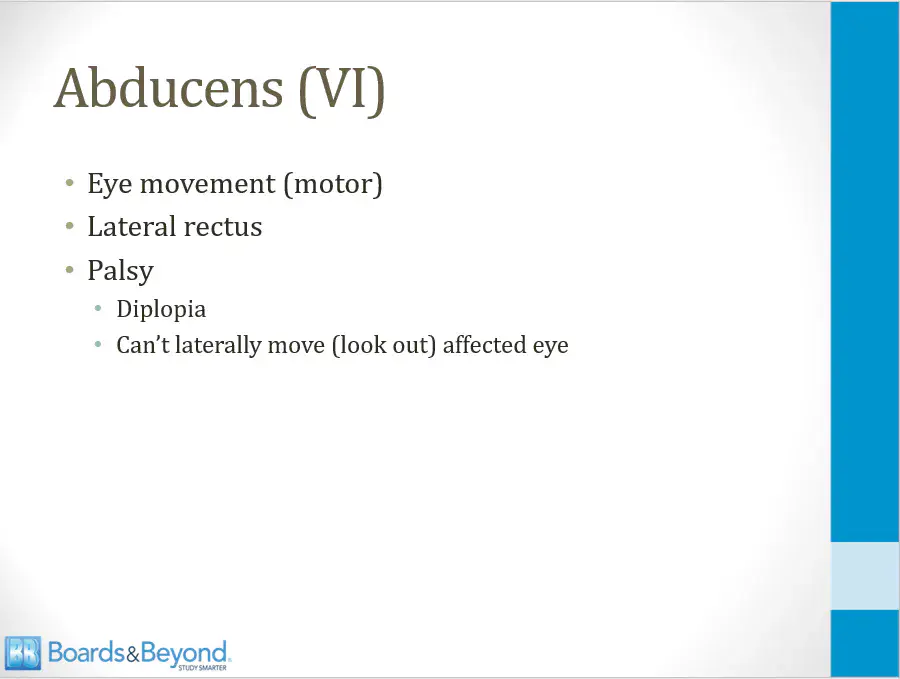 Abducens (VI)
• Eye movement (motor)
• Lateral rectus
• Palsy
• Diplopia
• Can’t laterally move (look out) affected eye
BB Boards&Beyond.
STUDY SMARTER